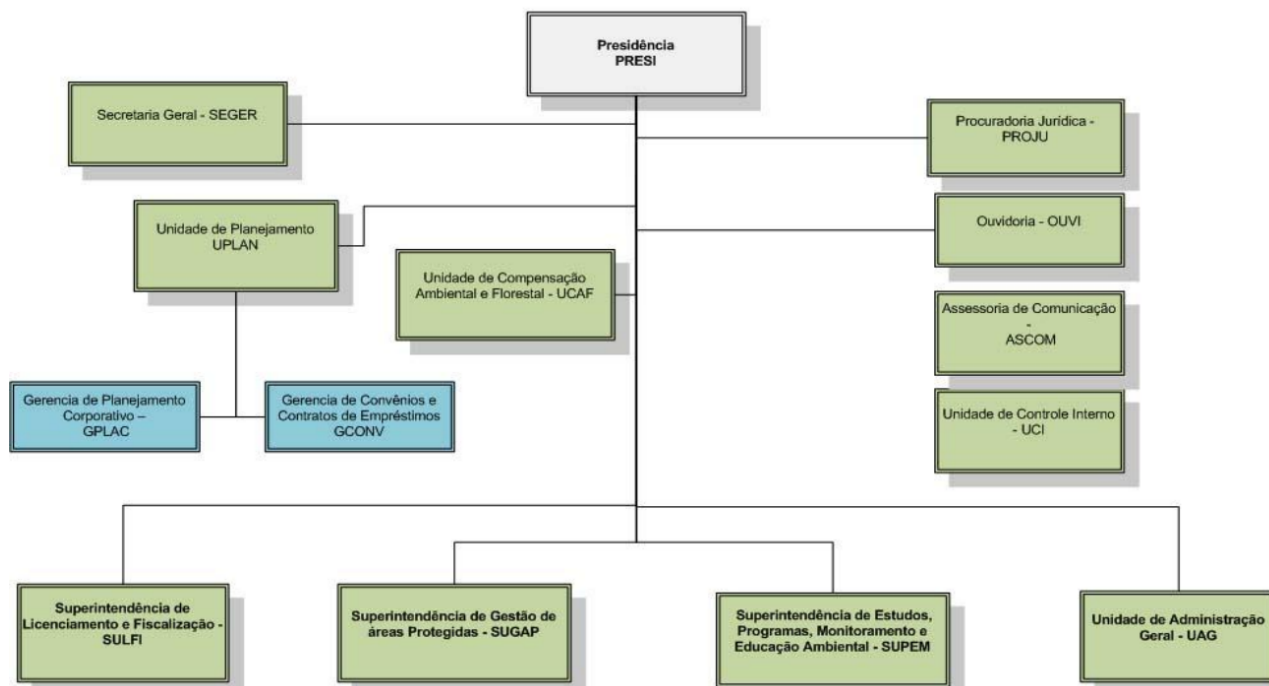 Presidência
PRESI
Secretaria Geral - SEGER
Procuradoria Jurídica -
PROJU
Unidade de Planejamento
UPLAN
Ouvidoria - OUVI
Unidade de Compensação
Ambiental e Florestal - UCAF
Assessoria de Comunicação
-
ASCOM
Gerencia de Planejamento
Corporativo –
GPLAC
Gerencia de Convênios e
Contratos de Empréstimos
GCONV
Unidade de Controle Interno
- UCI
Superintendência de
Licenciamento e Fiscalização -
SULFI
Superintendência de Gestão de
áreas Protegidas - SUGAP
Superintendência de Estudos,
Programas, Monitoramento e
Educação Ambiental - SUPEM
Unidade de Administração
Geral - UAG